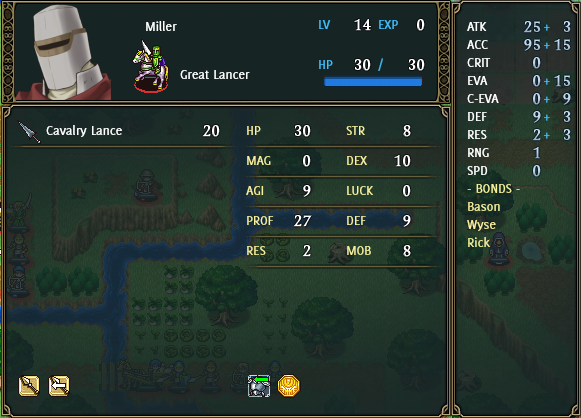 Miller
LV 14 EXP 0
Great Lancer
HP 30 / 30
Cavalry Lance 20
HP 30 STR 8
MAG 0 DEX 10
AGI 9 LUCK 0
PROF 27 DEF 9
RES 2 MOB 8
ATK 25+ 3
ACC 95+15
CRIT 0
EVA 0+15
C-EVA 0+ 9
DEF 9+ 3
RES 2+ 3
RNG 1
SPD 0
- BONDS -
Bason
Wyse
Rick